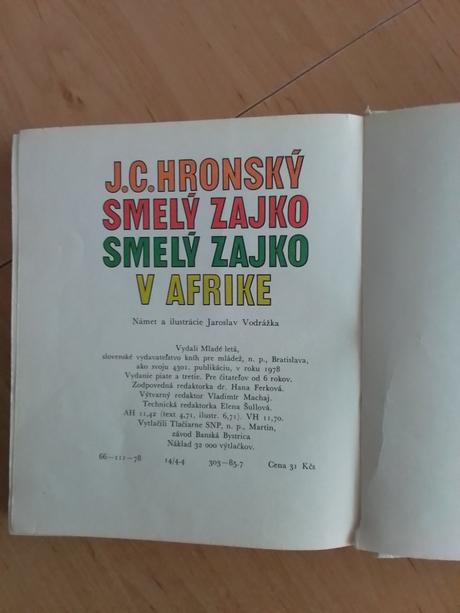 J.C.HRONSKÝ
SMELÝ ZAJKO
SMELÝ ZAJKO
V AFRIKE
Námet a ilustrácie Jaroslav Vodrážka
Vydali Mladé letá,
slovenské vydavateľstvo kníh pre mládež, n. p., Bratislava,
ako svoju 4301. publikáciu, v roku 1978
Vydanie piate a tretie. Pre čitateľov od 6 rokov.
Zodpovedná redaktorka dr. Hana Ferková.
Výtvarný redaktor Vladimír Machaj.
Technická redaktorka Elena Šullová.
AH 11,42 (text 4,71, ilustr. 6,71). VH 11,70.
Vytlačili Tlačiarne SNP, n. p., Martin,
závod Banská Bystrica
Náklad 32 000 výtlačkov.
66—111—78 14/4-4 303—85.7 Cena 31 Kčs